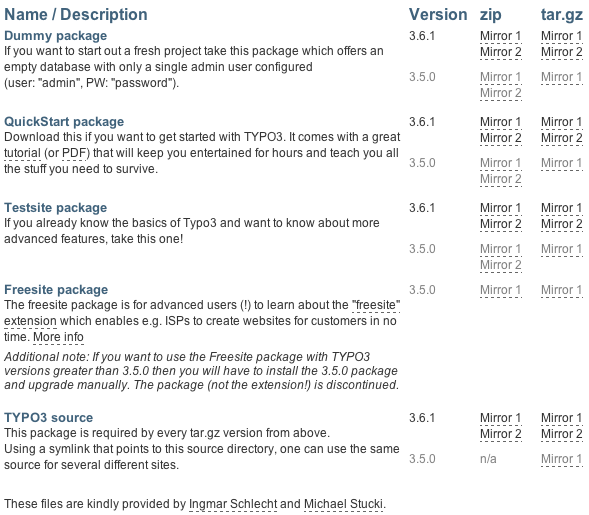 Name / Description Version zip tar.gz
Dummy package 3.6.1 Mirror 1 Mirror 1
If you want to start out a fresh project take this package which offers an Mirror 2 Mirror 2
empty database with only a single admin user configured
(user: "admin", PW: "password"). 3.5.0 Mirror 1 Mirror 1
Mirror 2
QuickStart package 3.6.1 Mirror 1 Mirror 1
Download this if you want to get started with TYPO3. It comes with a great Mirror 2 Mirror 2
tutorial (or PDF) that will keep you entertained for hours and teach you all 3.5.0 Mirror 1 Mirror 1
the stuff you need to survive. Mirror 2
Testsite package 3.6.1 Mirror 1 Mirror 1
If you already know the basics of Typo3 and want to know about more Mirror 2 Mirror 2
advanced features, take this one! 3.5.0 Mirror 1 Mirror 1
Mirror 2
Freesite package 3.5.0 Mirror 1 Mirror 1
The freesite package is for advanced users (!) to learn about the "freesite"
extension which enables e.g. ISPs to create websites for customers in no
time. More info
Additional note: If you want to use the Freesite package with TYPO3
versions greater than 3.5.0 then you will have to install the 3.5.0 package
and upgrade manually. The package (not the extension!) is discontinued.
TYPO3 source 3.6.1 Mirror 1 Mirror 1
This package is required by every tar.gz version from above. Mirror 2 Mirror 2
Using a symlink that points to this source directory, one can use the same
source for several different sites. 3.5.0 n/a Mirror 1
These files are kindly provided by Ingmar Schlecht and Michael Stucki.